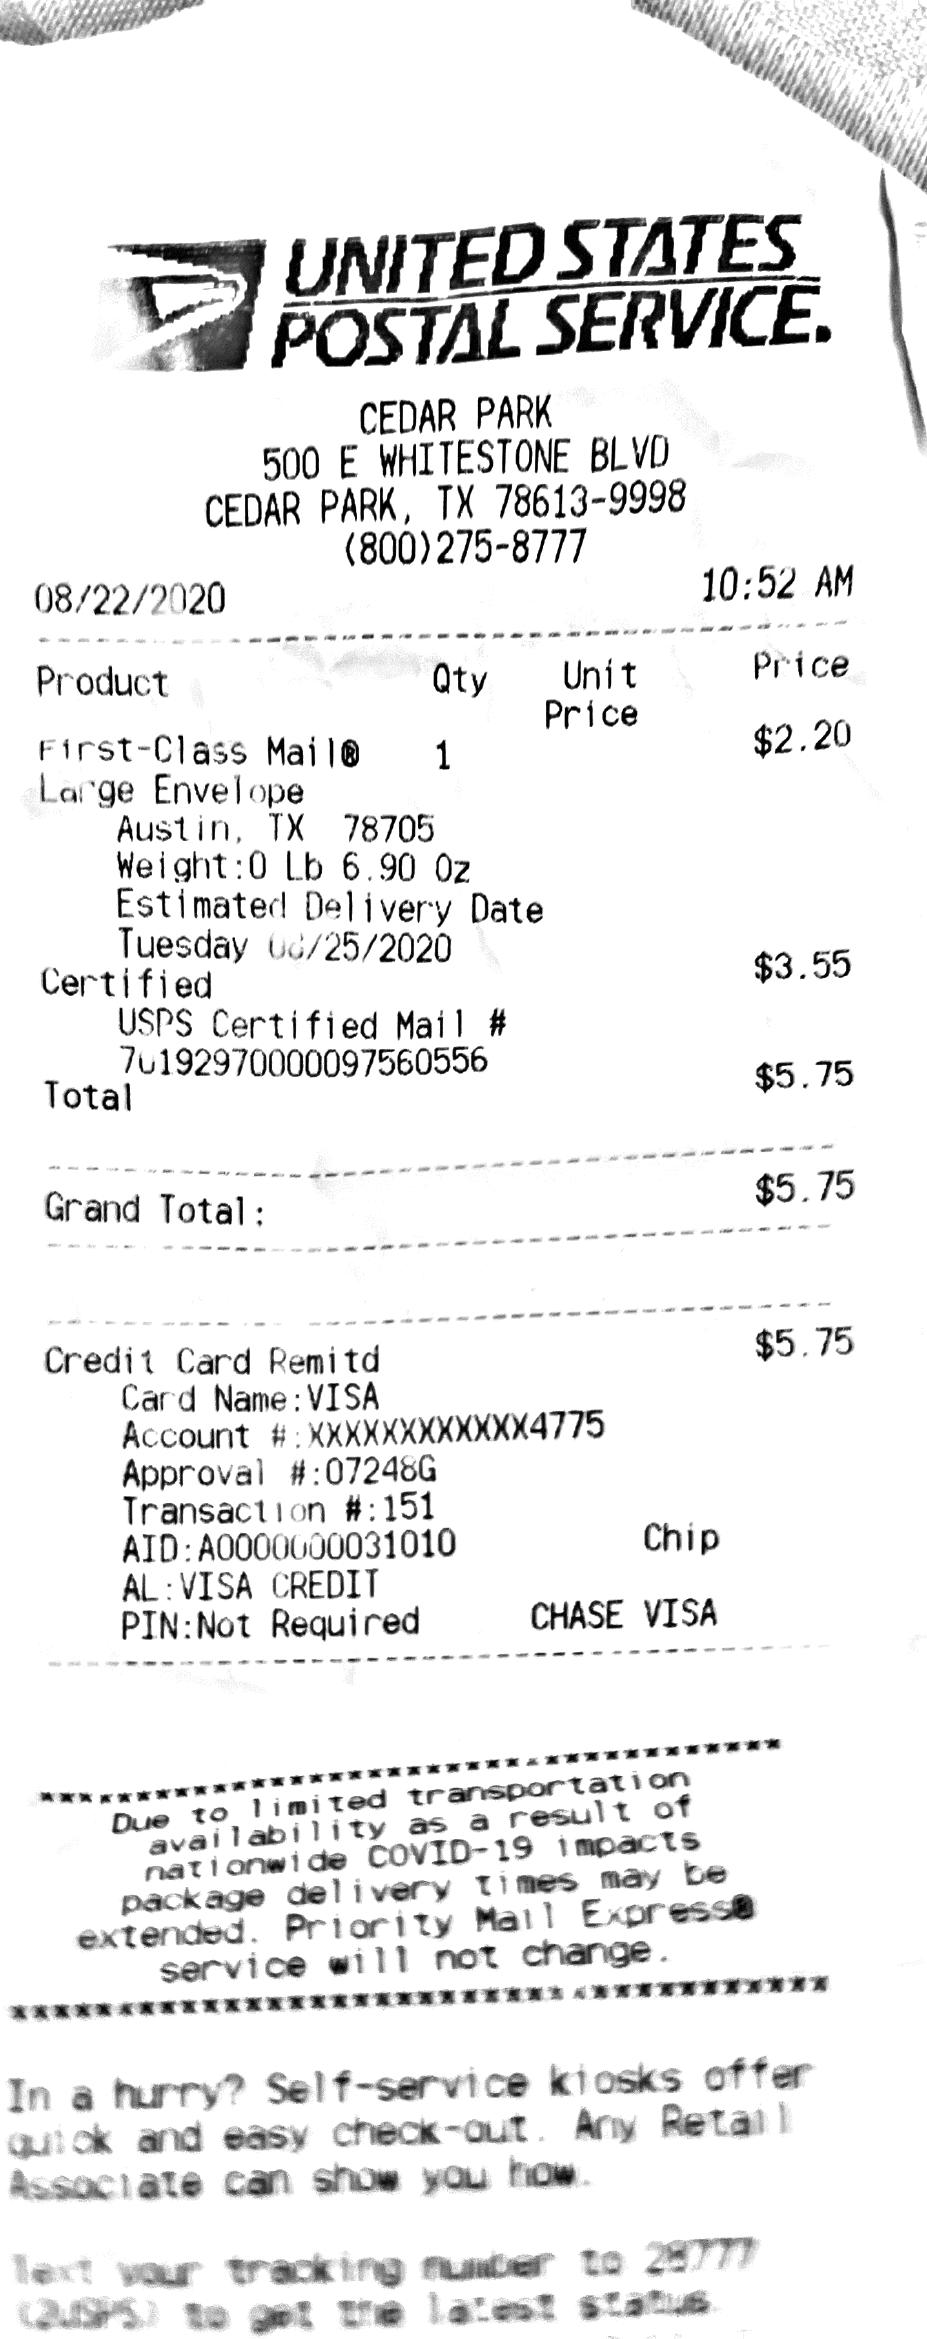 UNITED STATES
POSTAL SERVICE.
CEDAR PARK
500 E WHITESTONE BLVD
CEDAR PARK, TX 78613-9998
(800)275-8777
08/22/2020 10:52 AM
Product Qty Unit Price
Price
First-Class Mail® 1 $2.20
Large Envelope
Austin, TX 78705
Weight:0 Lb 6.90 Oz
Estimated Delivery Date
Tuesday 08/25/2020
Certified $3.55
USPS Certified Mail #
70192970000097560556
Total $5.75
Grand Total: $5.75
Credit Card Remitd $5.75
Card Name:VISA
Account #:XXXXXXXXXXXX4775
Approval #:07248G
Transaction #:151
AID:A0000000031010 Chip
AL:VISA CREDIT
PIN:Not Required CHASE VISA
Due to limited transportation
availability as a result of
nationwide COVID-19 impacts
package delivery times may be
extended. Priority Mail Express®
service will not change.
In a hurry? Self-service kiosks offer
quick and easy check-out. Any Retail
Associate can show you how.
Text your tracking number to 28777
(2USPS) to get the latest status.